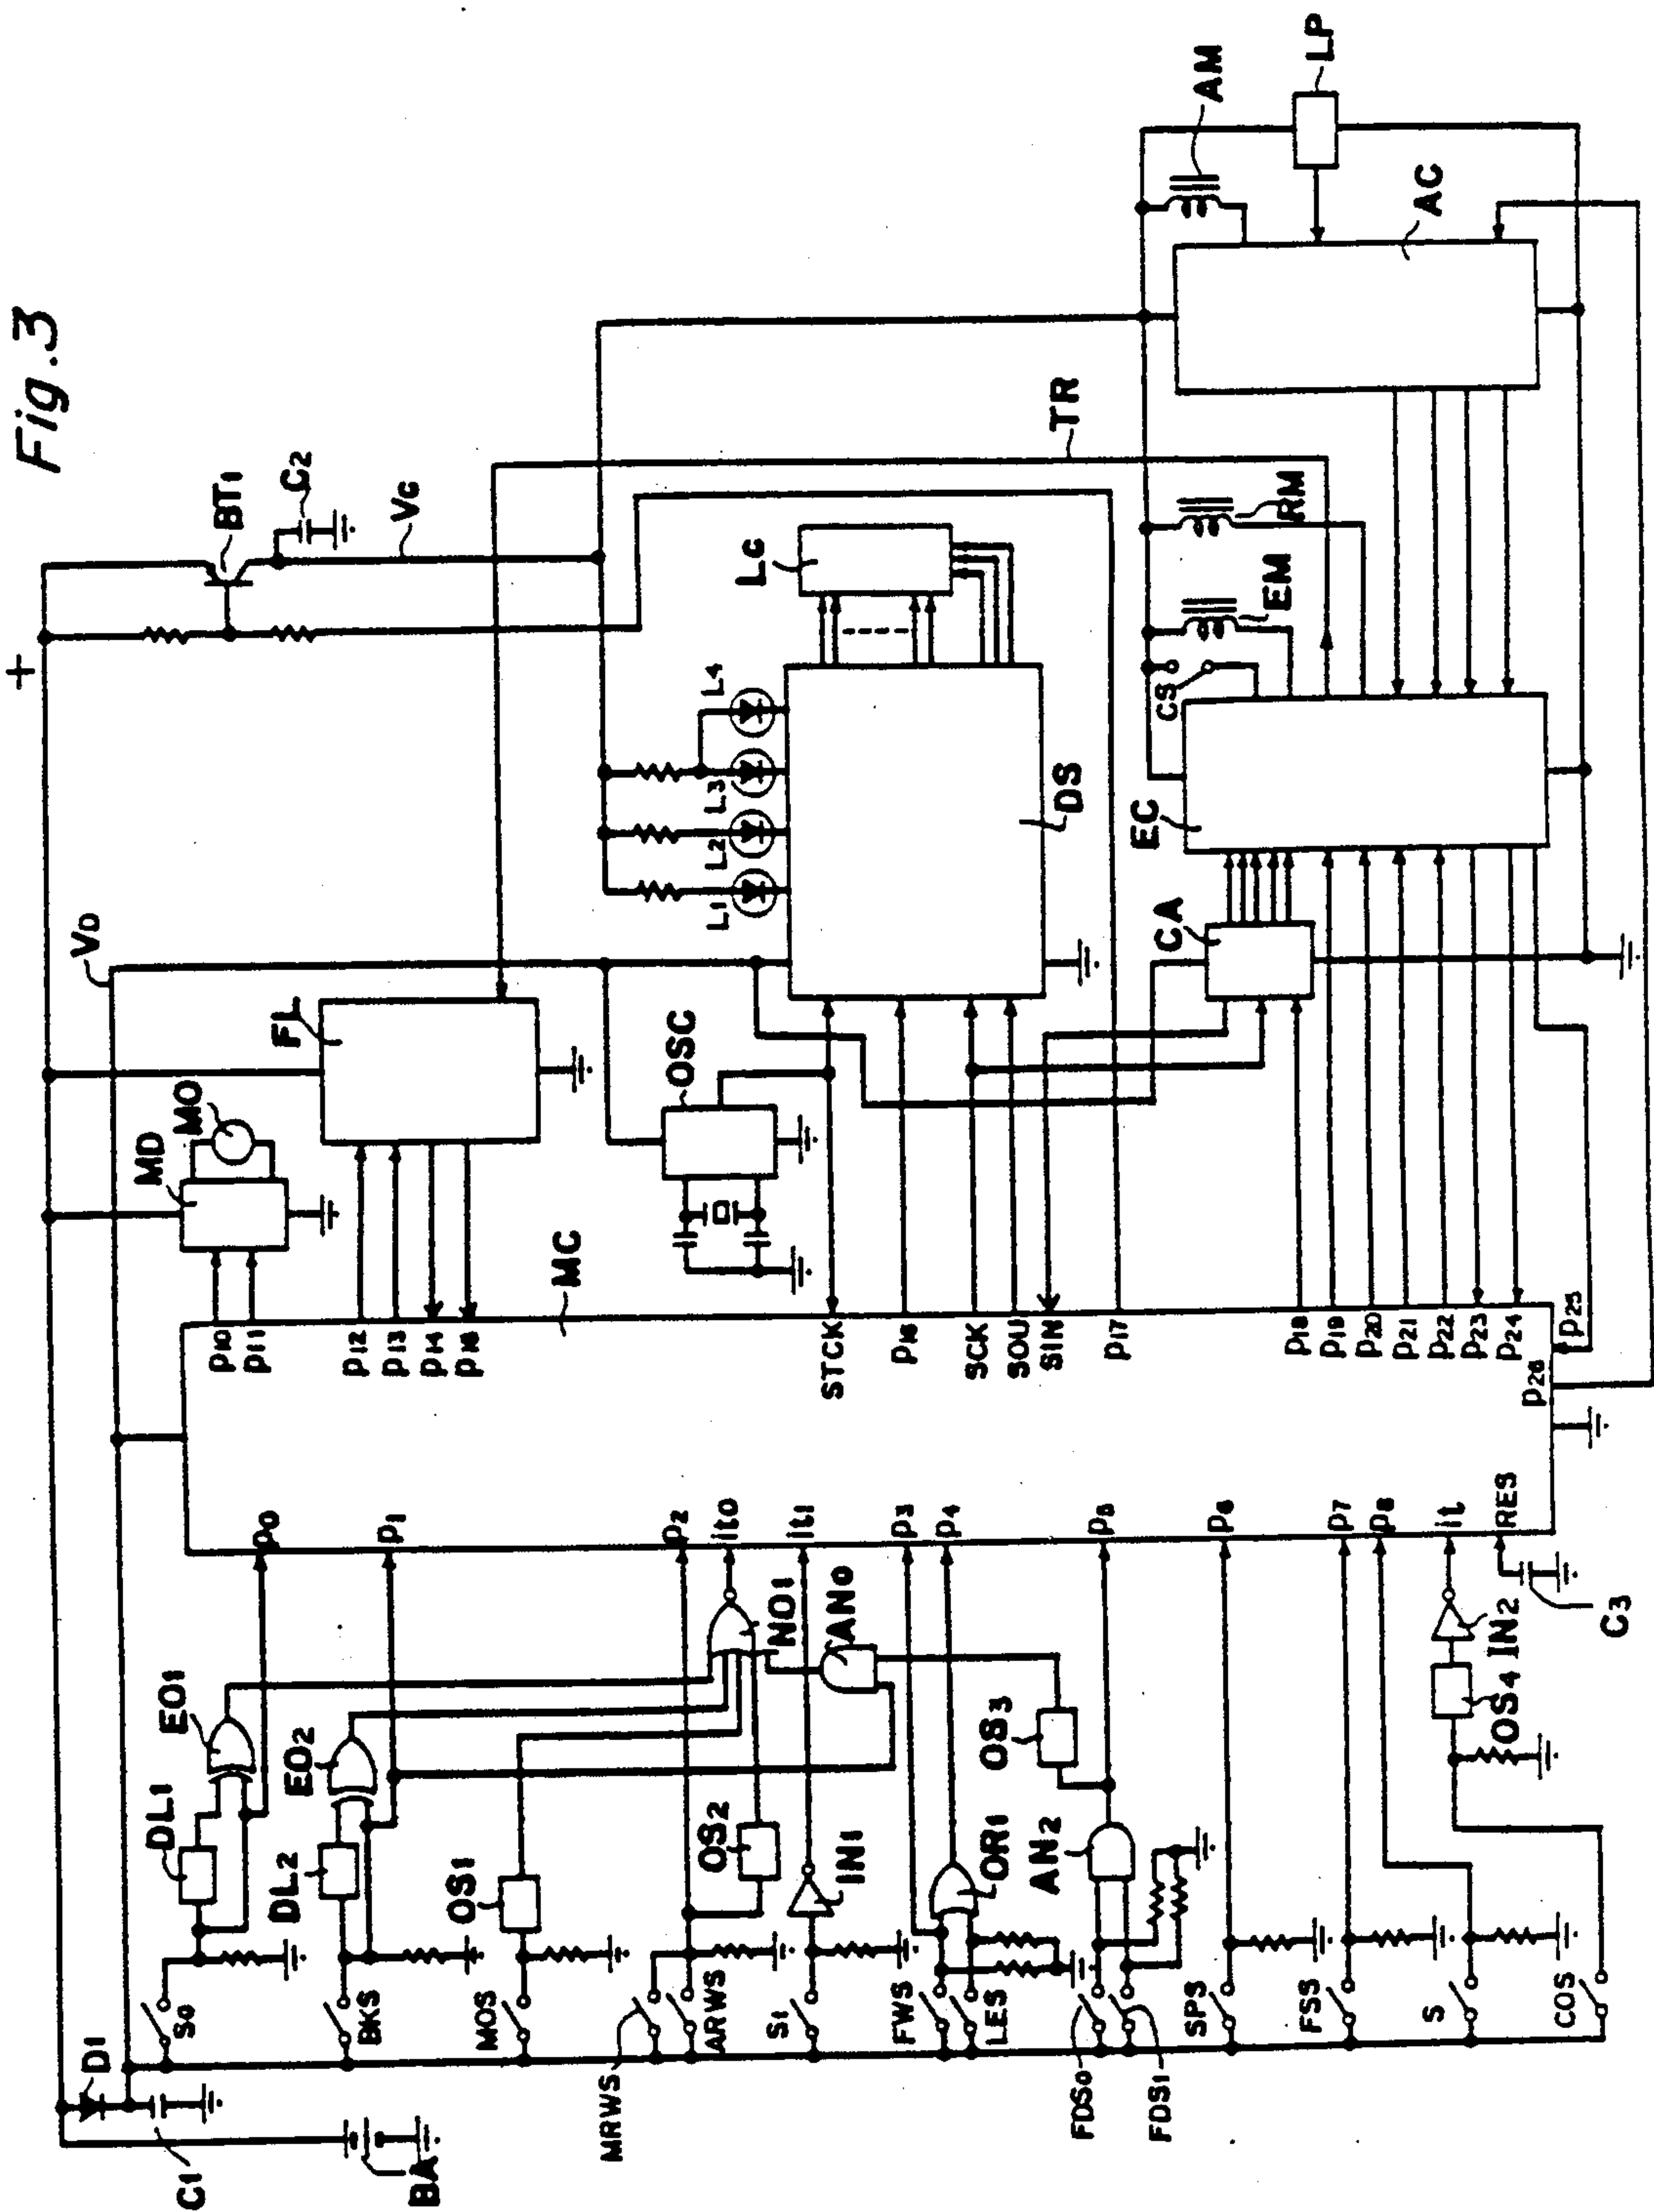 Fig.3
+
BA
C1
D1
VD
BT1
C2
VC
S0
BKS
MOS
MRWS
ARWS
S1
FWS
LES
FDS0
FDS1
SPS
FSS
S
COS
DL1
DL2
EO1
EO2
OS1
OS2
IN1
OR1
AN2
OS3
NO1
AN0
OS4
IN2
C3
p0
p1
p2
it0
it1
p3
p4
p5
p6
p7
p8
it
RES
MC
p10
p11
p12
p13
p14
STCK
p16
SCK
SOU
SIN
p17
p18
p19
p20
p21
p22
p23
p24
p25
p26
MD
MO
FL
OSC
L1
L2
L3
L4
LC
DS
TR
CA
EC
CS
EM
RM
AM
LP
AC